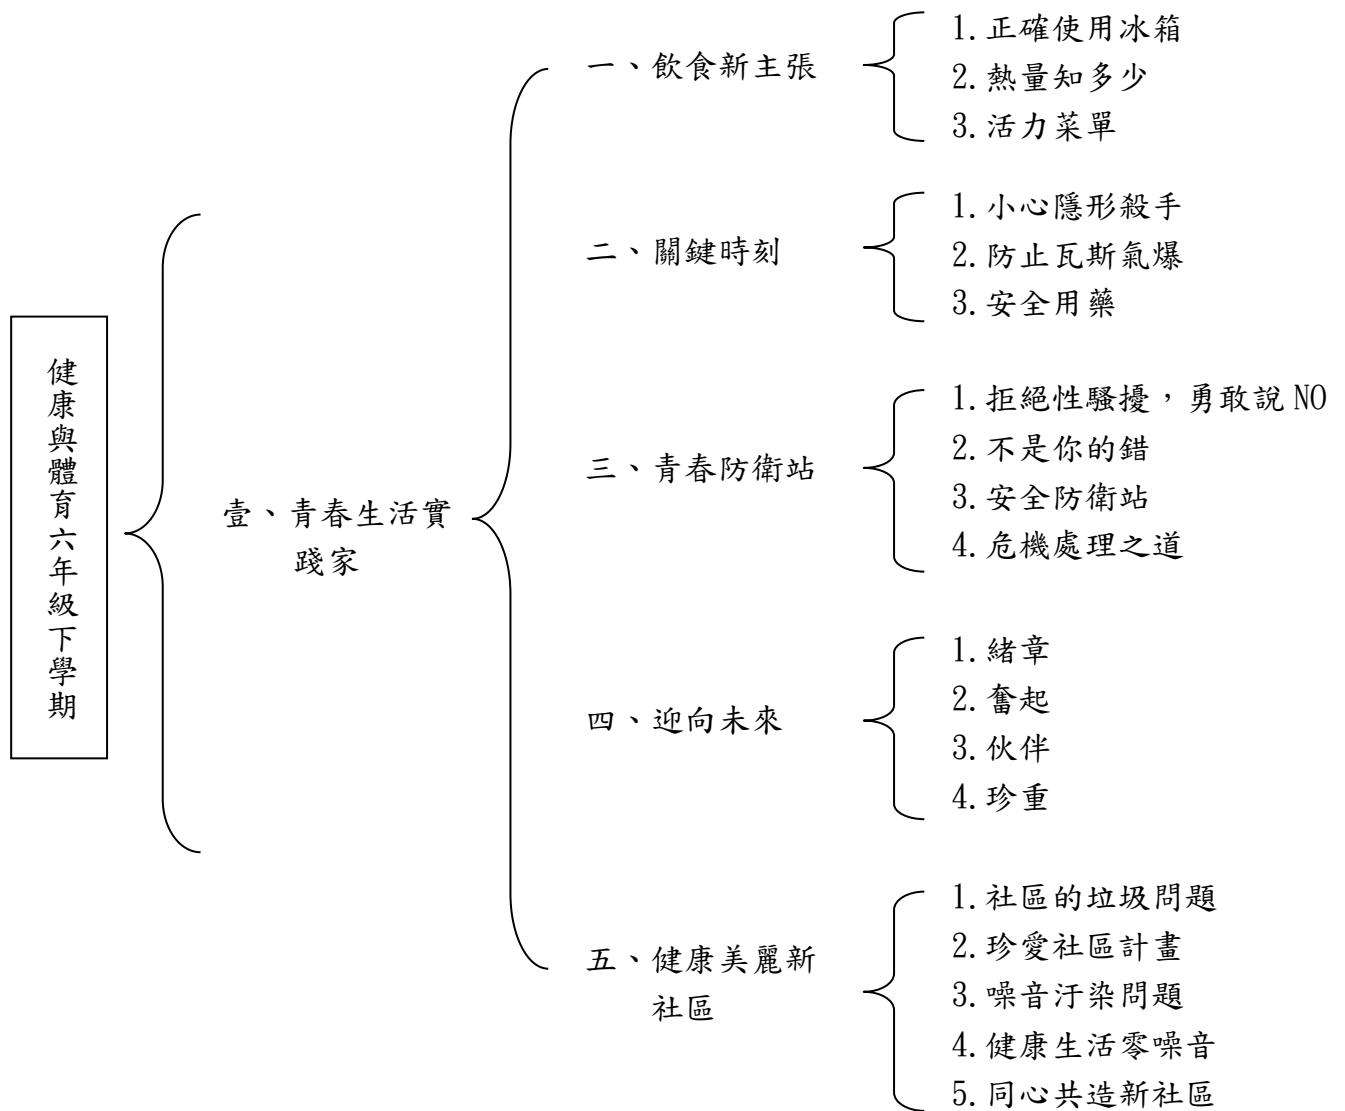 健康與體育六年級下學期
壹、青春生活實
踐家
一、飲食新主張
1.正確使用冰箱
2.熱量知多少
3.活力菜單
二、關鍵時刻
1.小心隱形殺手
2.防止瓦斯氣爆
3.安全用藥
三、青春防衛站
1.拒絕性騷擾，勇敢說 NO
2.不是你的錯
3.安全防衛站
4.危機處理之道
四、迎向未來
1.緒章
2.奮起
3.伙伴
4.珍重
五、健康美麗新
社區
1.社區的垃圾問題
2.珍愛社區計畫
3.噪音汙染問題
4.健康生活零噪音
5.同心共造新社區